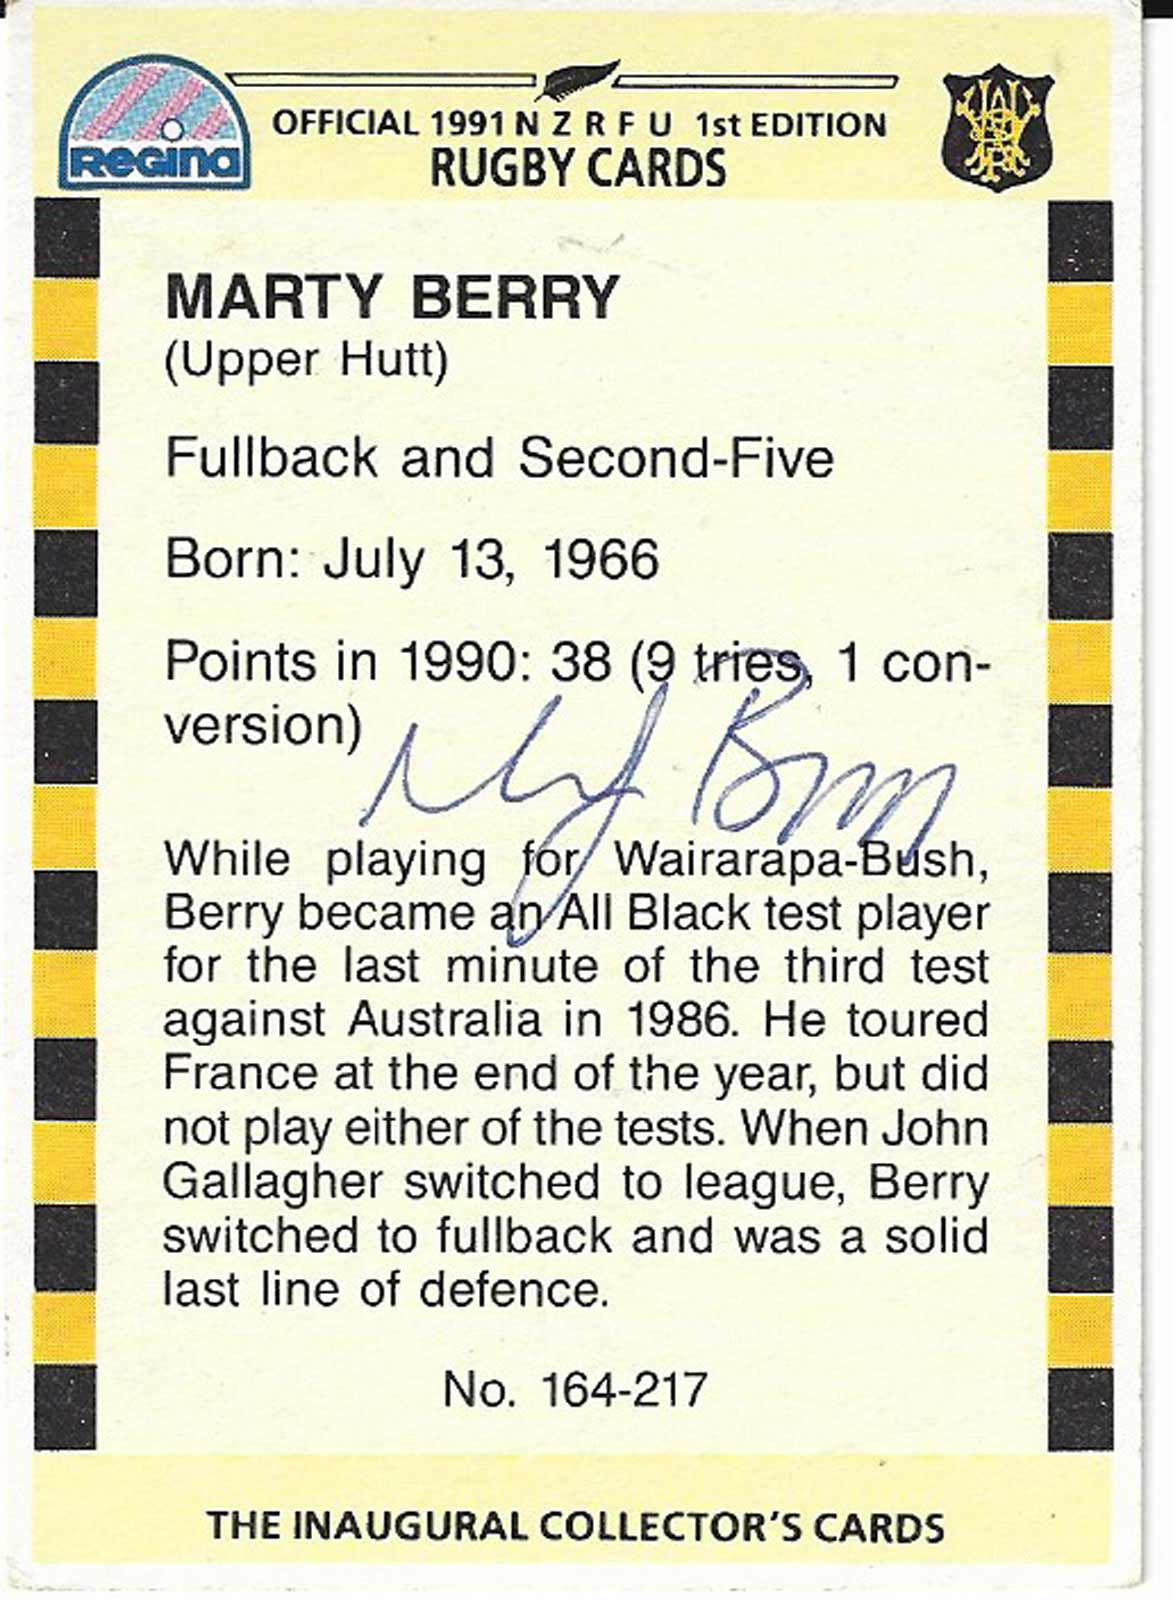 Regina
OFFICIAL 1991 N Z R F U 1st EDITION
RUGBY CARDS
MARTY BERRY
(Upper Hutt)
Fullback and Second-Five
Born: July 13, 1966
Points in 1990: 38 (9 tries, 1 con-
version)
While playing for Wairarapa-Bush,
Berry became an All Black test player
for the last minute of the third test
against Australia in 1986. He toured
France at the end of the year, but did
not play either of the tests. When John
Gallagher switched to league, Berry
switched to fullback and was a solid
last line of defence.
No. 164-217
THE INAUGURAL COLLECTOR'S CARDS